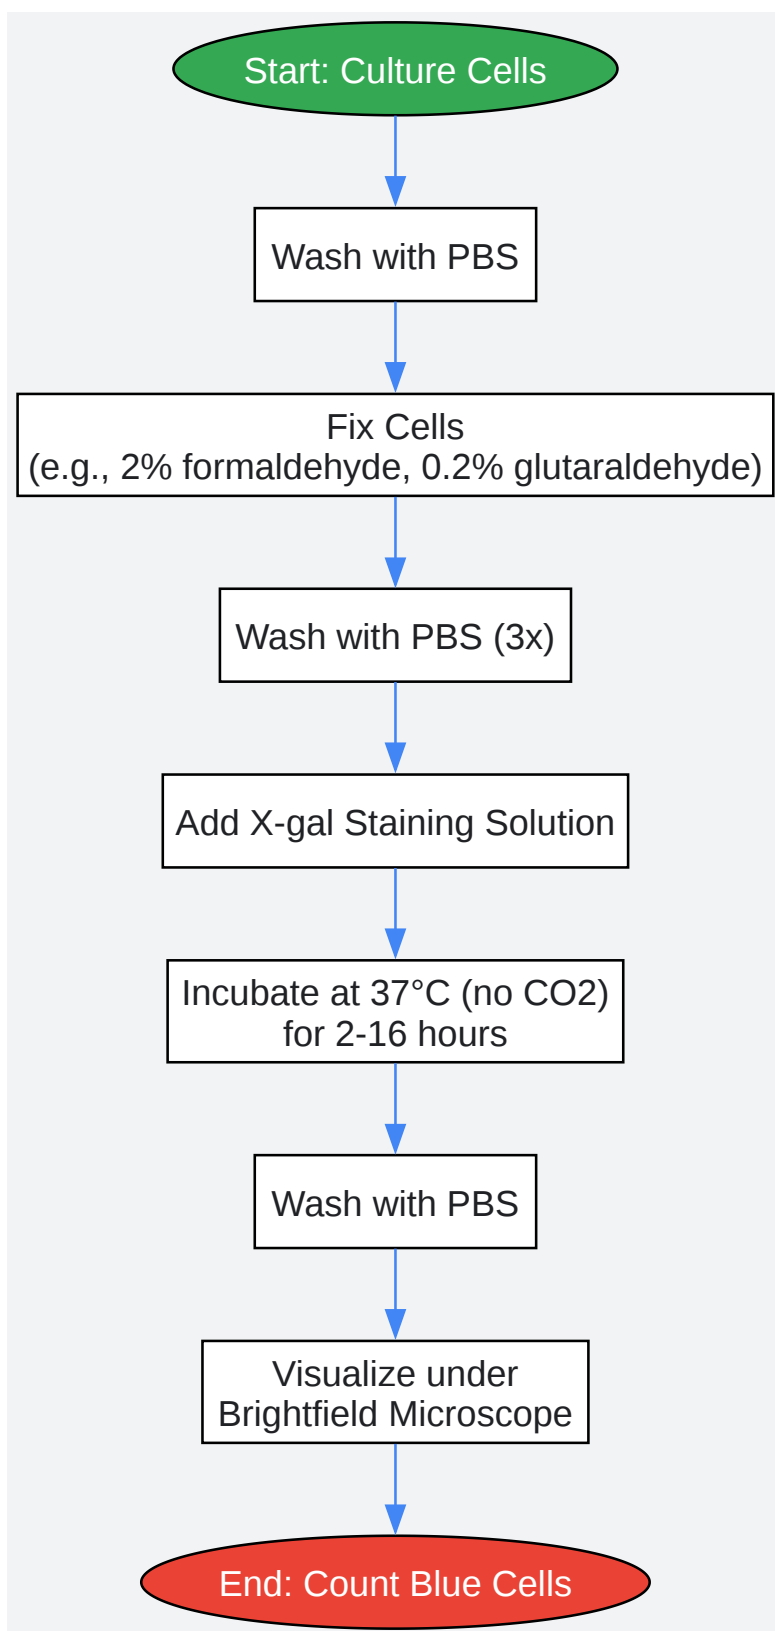 Start: Culture Cells
Wash with PBS
Fix Cells
(e.g., 2% formaldehyde, 0.2% glutaraldehyde)
Wash with PBS (3x)
Add X-gal Staining Solution
Incubate at 37°C (no CO2)
for 2-16 hours
Wash with PBS
Visualize under
Brightfield Microscope
End: Count Blue Cells